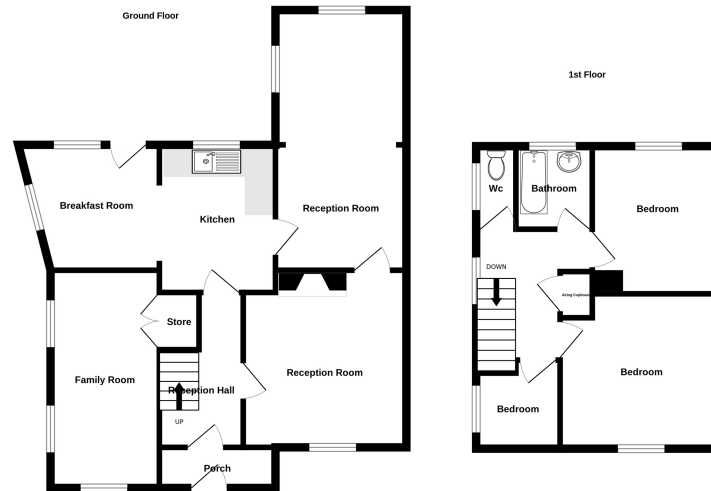 Ground Floor
1st Floor
Breakfast Room
Kitchen
Reception Room
Store
Family Room
Reception Hall
UP
Reception Room
Porch
Wc
Bathroom
Bedroom
DOWN
Airing Cupboard
Bedroom
Bedroom